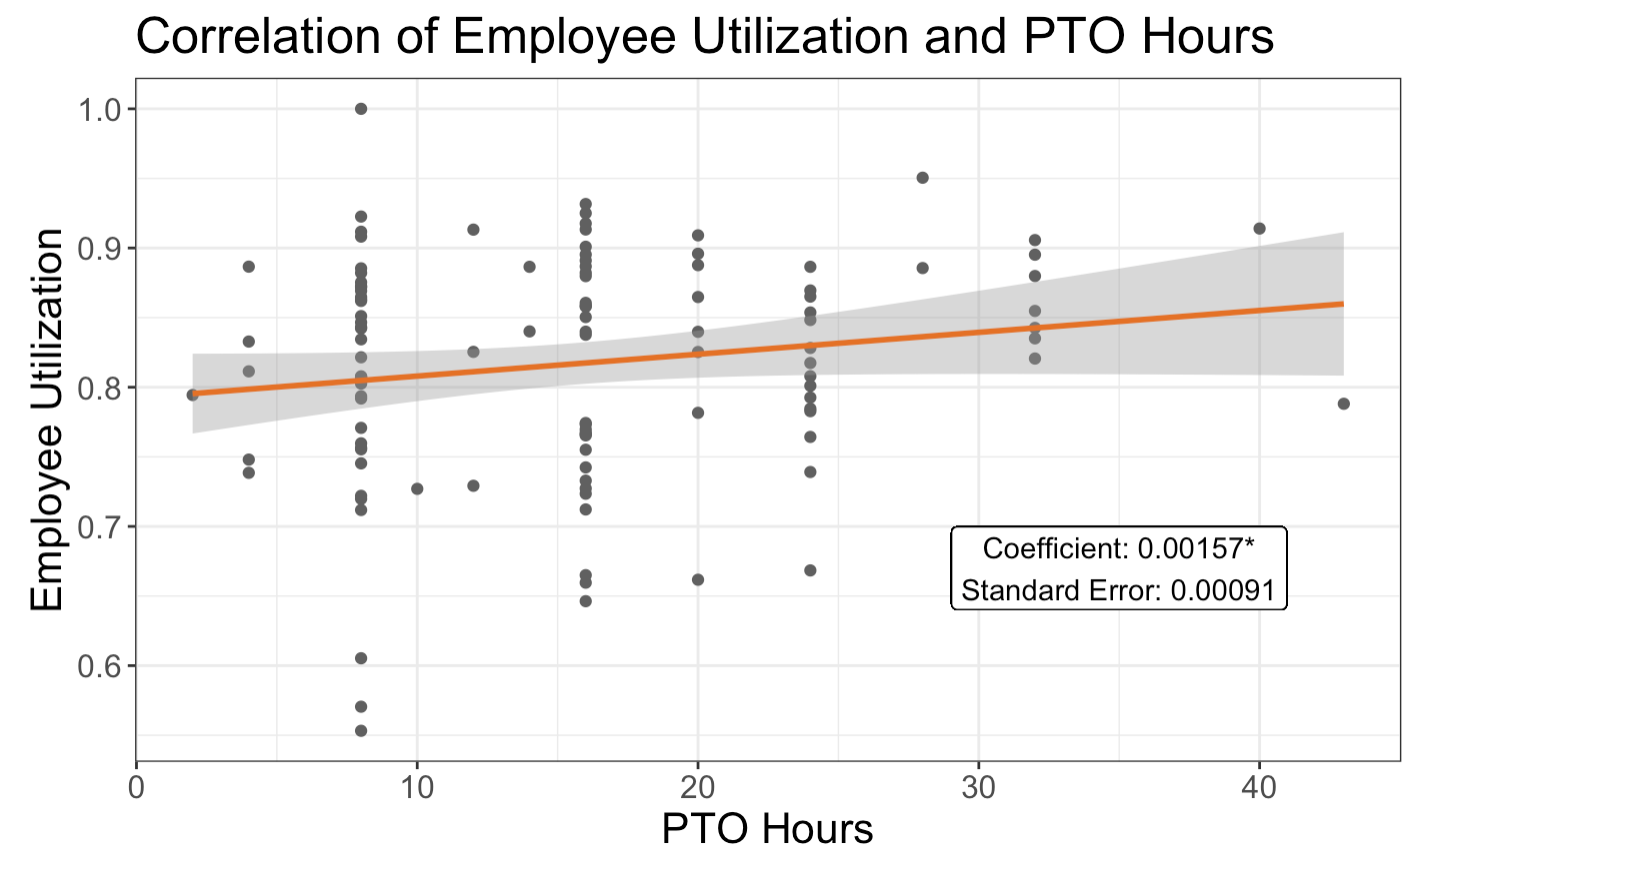 Correlation of Employee Utilization and PTO Hours
1.0
0.9
0.8
0.7
0.6
Employee Utilization
Coefficient: 0.00157*
Standard Error: 0.00091
0
10
20
30
40
PTO Hours